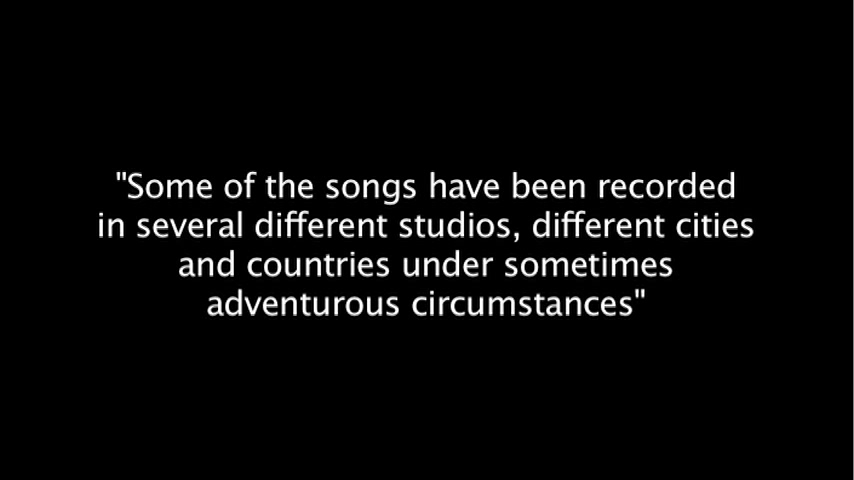 "Some of the songs have been recorded
in several different studios, different cities
and countries under sometimes
adventurous circumstances"